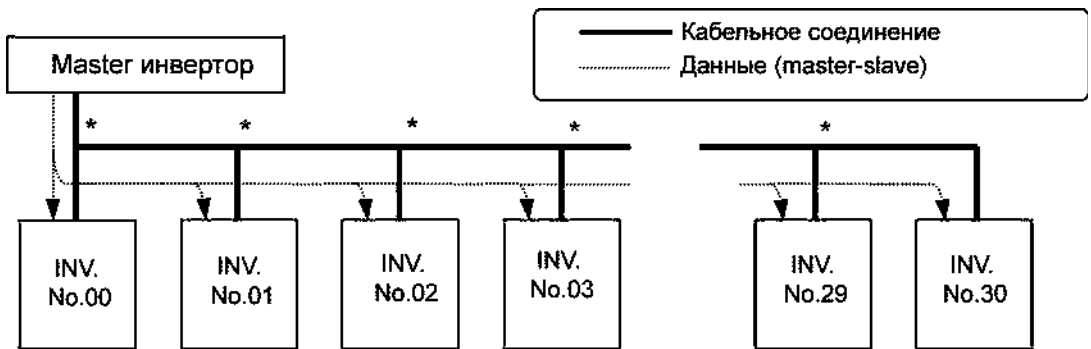 Кабельное соединение
Master инвертор
Данные (master-slave)
* * * * *
INV.
No.00
INV.
No.01
INV.
No.02
INV.
No.03
INV.
No.29
INV.
No.30